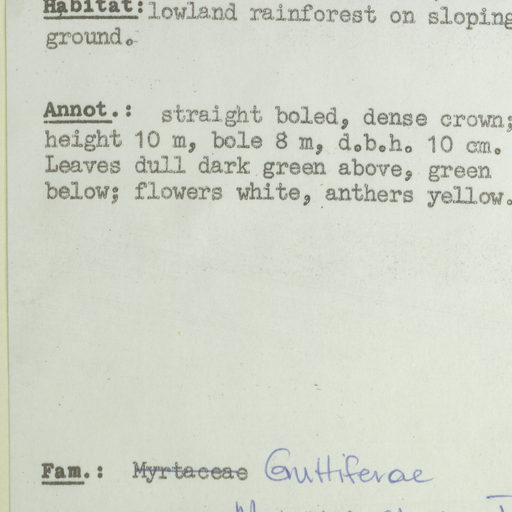 Habitat: lowland rainforest on sloping
ground.
Annot.: straight boled, dense crown;
height 10 m, bole 8 m, d.b.h. 10 cm.
Leaves dull dark green above, green
below; flowers white, anthers yellow.
Fam.: Myrtaceae Guttiferae